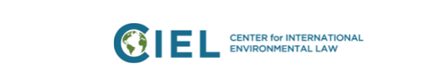 CIEL CENTER for INTERNATIONAL
ENVIRONMENTAL LAW